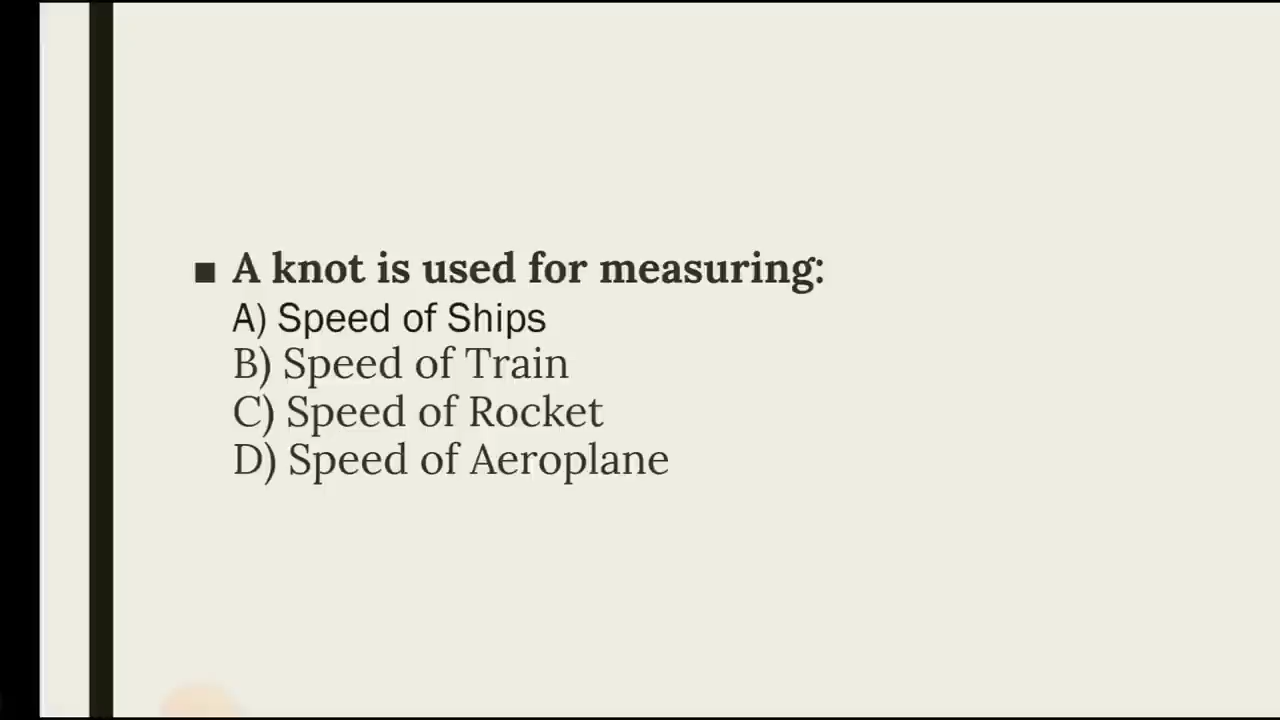 ■ A knot is used for measuring:
A) Speed of Ships
B) Speed of Train
C) Speed of Rocket
D) Speed of Aeroplane